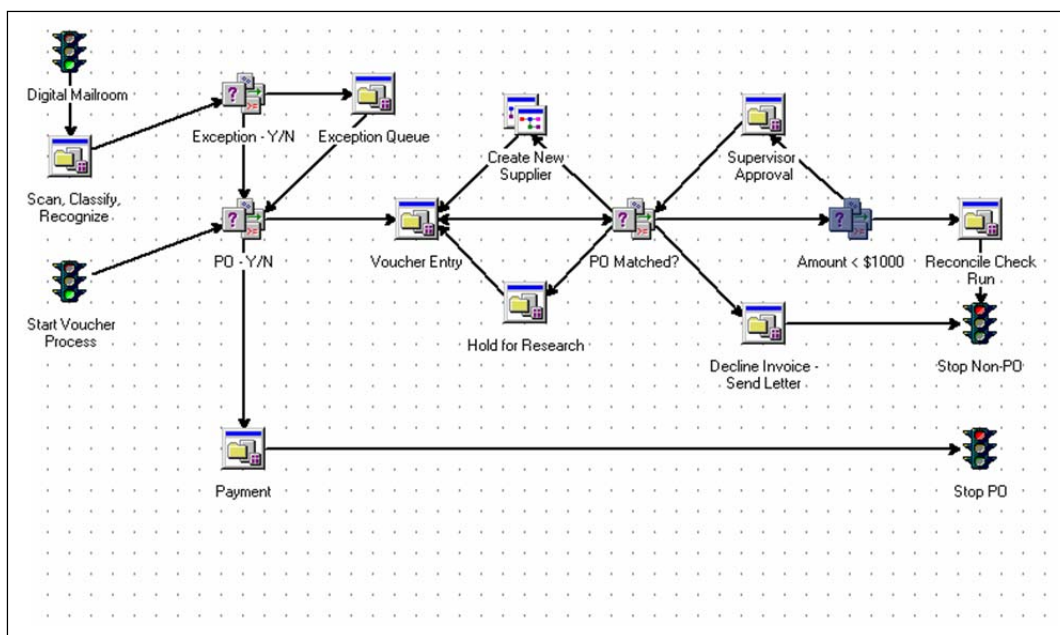 Digital Mailroom
Exception - Y/N
Exception Queue
Scan, Classify,
Recognize
Create New
Supplier
Supervisor
Approval
PO - Y/N
Voucher Entry
PO Matched?
Amount < $1000
Reconcile Check
Run
Start Voucher
Process
Hold for Research
Decline Invoice -
Send Letter
Stop Non-PO
Payment
Stop PO